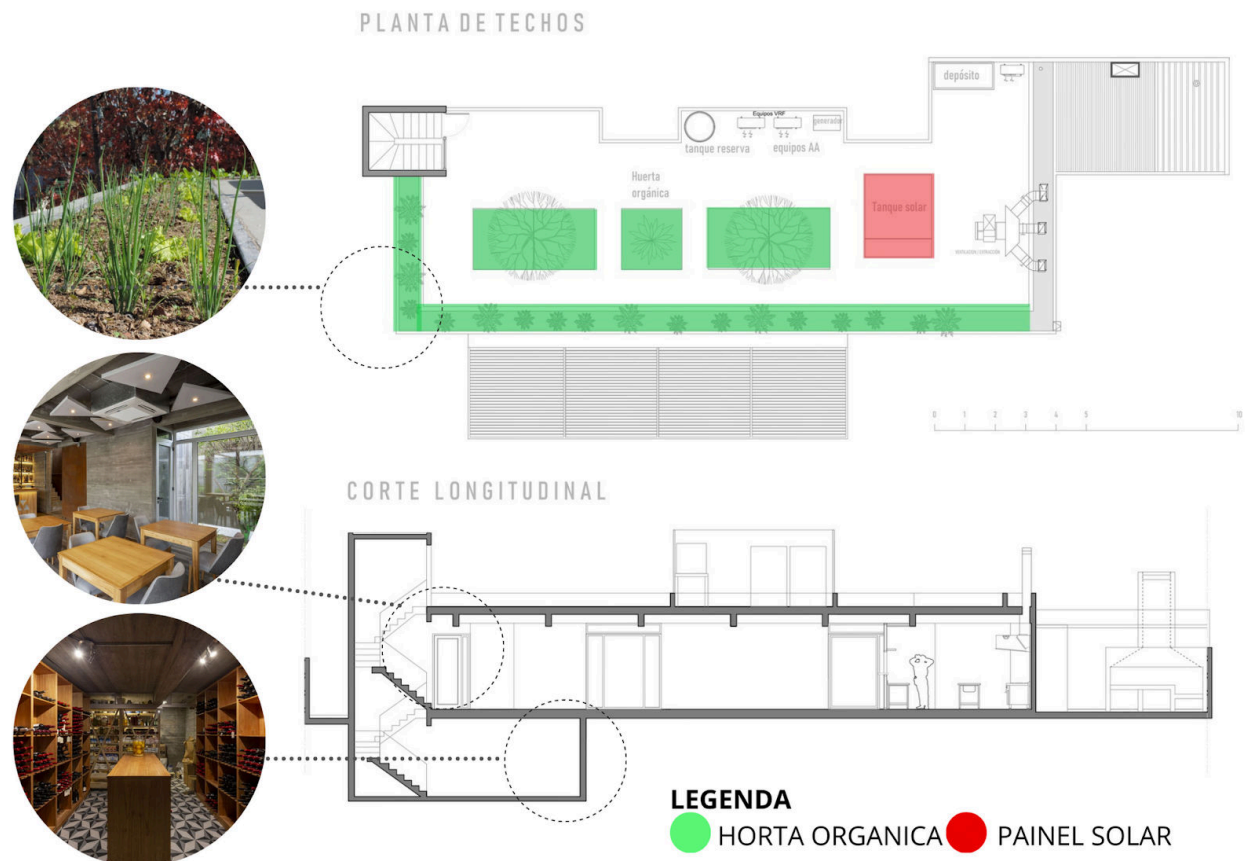 PLANTA DE TECHOS
depósito
Equipos VRF
generador
tanque reserva
equipos AA
Huerta
orgánica
Tanque solar
0 1 2 3 4 5 10
CORTE LONGITUDINAL
LEGENDA
HORTA ORGANICA
PAINEL SOLAR